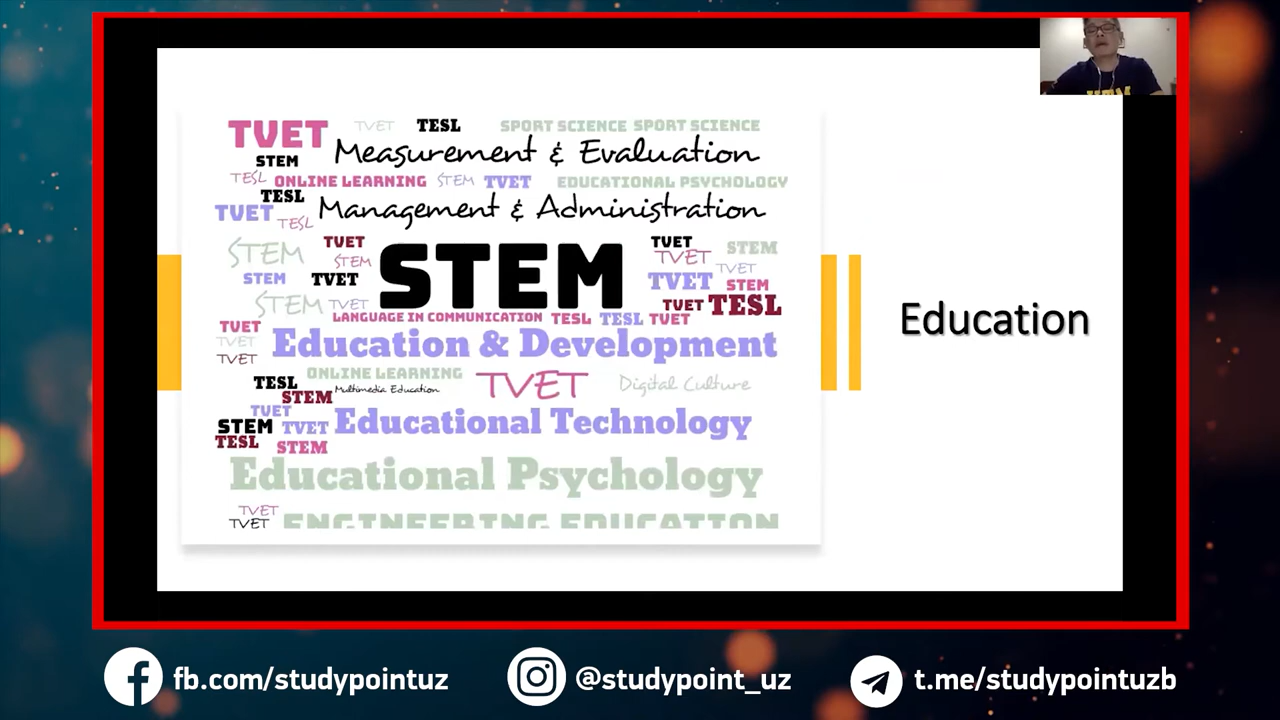 TVET TVET TESL SPORT SCIENCE SPORT SCIENCE
STEM Measurement & Evaluation
TESL ONLINE LEARNING STEM TVET EDUCATIONAL PSYCHOLOGY
TESL
TVET TESL Management & Administration
STEM TVET STEM STEM TVET TVET STEM
STEM TVET TVET TVET STEM
STEM TVET TVET TESL
LANGUAGE IN COMMUNICATION TESL TESL TVET
TVET
TVET Education & Development
TVET
ONLINE LEARNING
TESL Multimedia Education TVET Digital Culture
STEM
TVET
STEM TVET Educational Technology
TESL STEM
Educational Psychology
TVET
TVET ENGINEERING EDUCATION
Education
fb.com/studypointuz @studypoint_uz t.me/studypointuzb